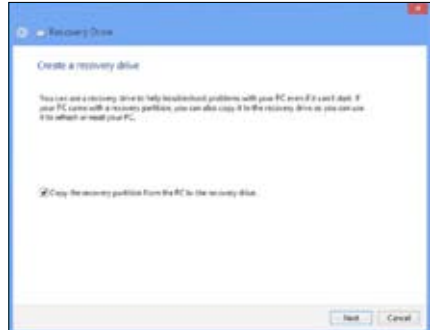 Recovery Drive
Create a recovery drive
You can use a recovery drive to help troubleshoot problems with your PC even if it can't start. If
your PC came with a recovery partition, you can also copy it to the recovery drive so you can use
it to refresh or reset your PC.
Copy the recovery partition from the PC to the recovery drive.
Next
Cancel